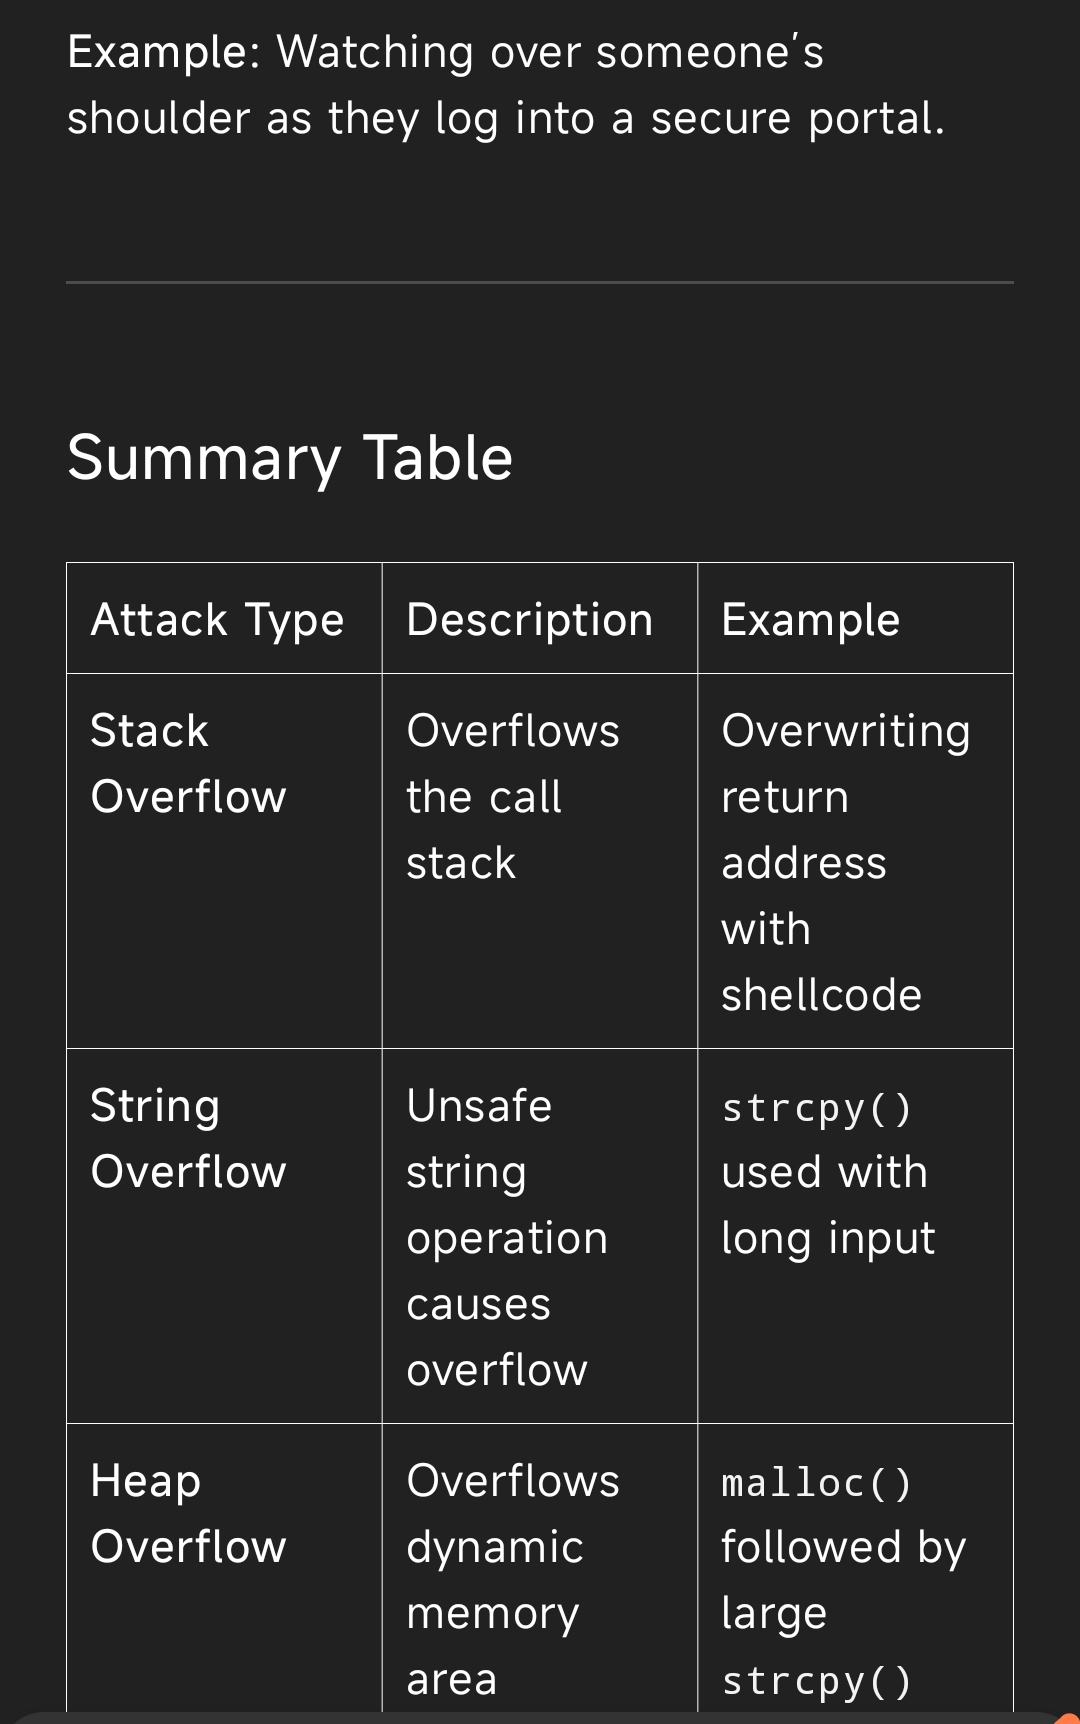 Example: Watching over someone's
shoulder as they log into a secure portal.
Summary Table
Attack Type
Description
Example
Stack
Overflow
Overflows
the call
stack
Overwriting
return
address
with
shellcode
String
Overflow
Unsafe
string
operation
causes
overflow
strcpy()
used with
long input
Heap
Overflow
Overflows
dynamic
memory
area
malloc()
followed by
large
strcpy()